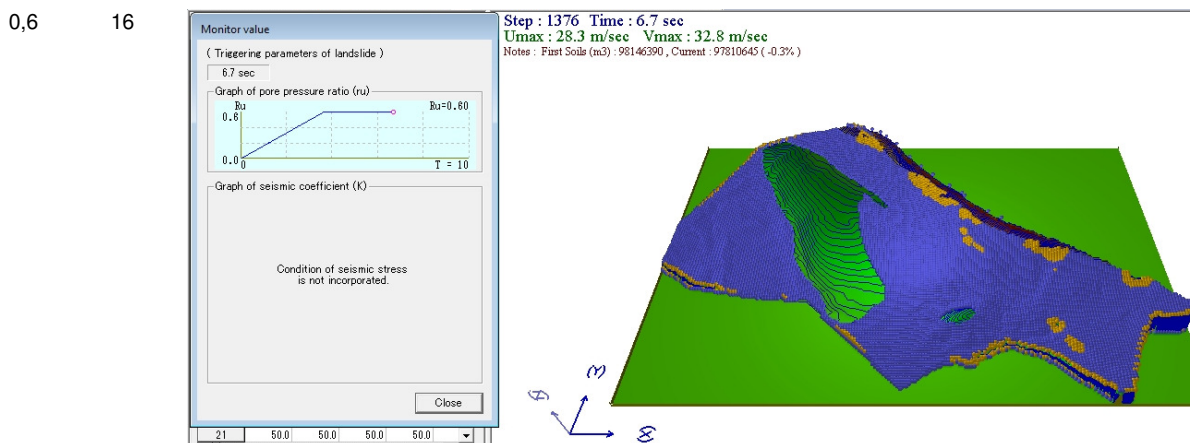 0,6 16
Monitor value
( Triggering parameters of landslide )
6.7 sec
Graph of pore pressure ratio (ru)
Ru Ru=0.60
0.6
0.0
0 T = 10
Graph of seismic coefficient (K)
Condition of seismic stress
is not incorporated.
Close
21 50.0 50.0 50.0 50.0
Step : 1376 Time : 6.7 sec
Umax : 28.3 m/sec Vmax : 32.8 m/sec
Notes : First Soils (m3) : 98146390 , Current : 97810645 ( -0.3% )
(Y)
(X)